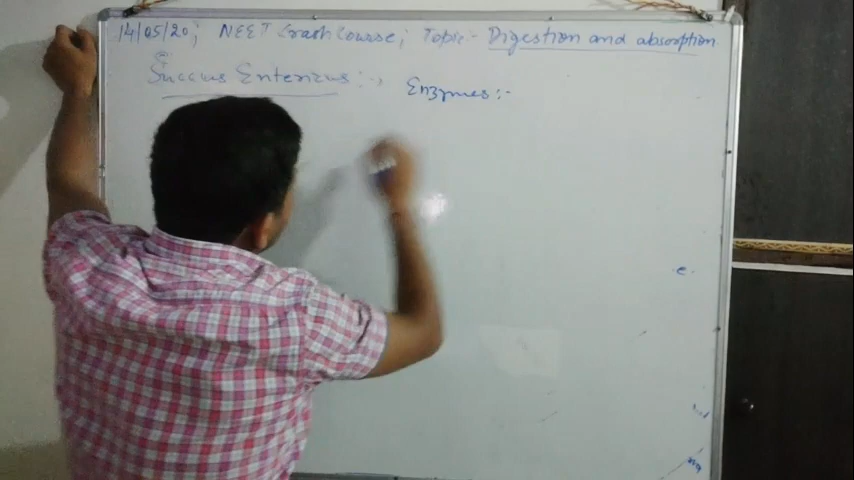 14/05/20; NEET Crash Course; Topic- Digestion and absorption
Succus Entericus :→ Enzymes:-